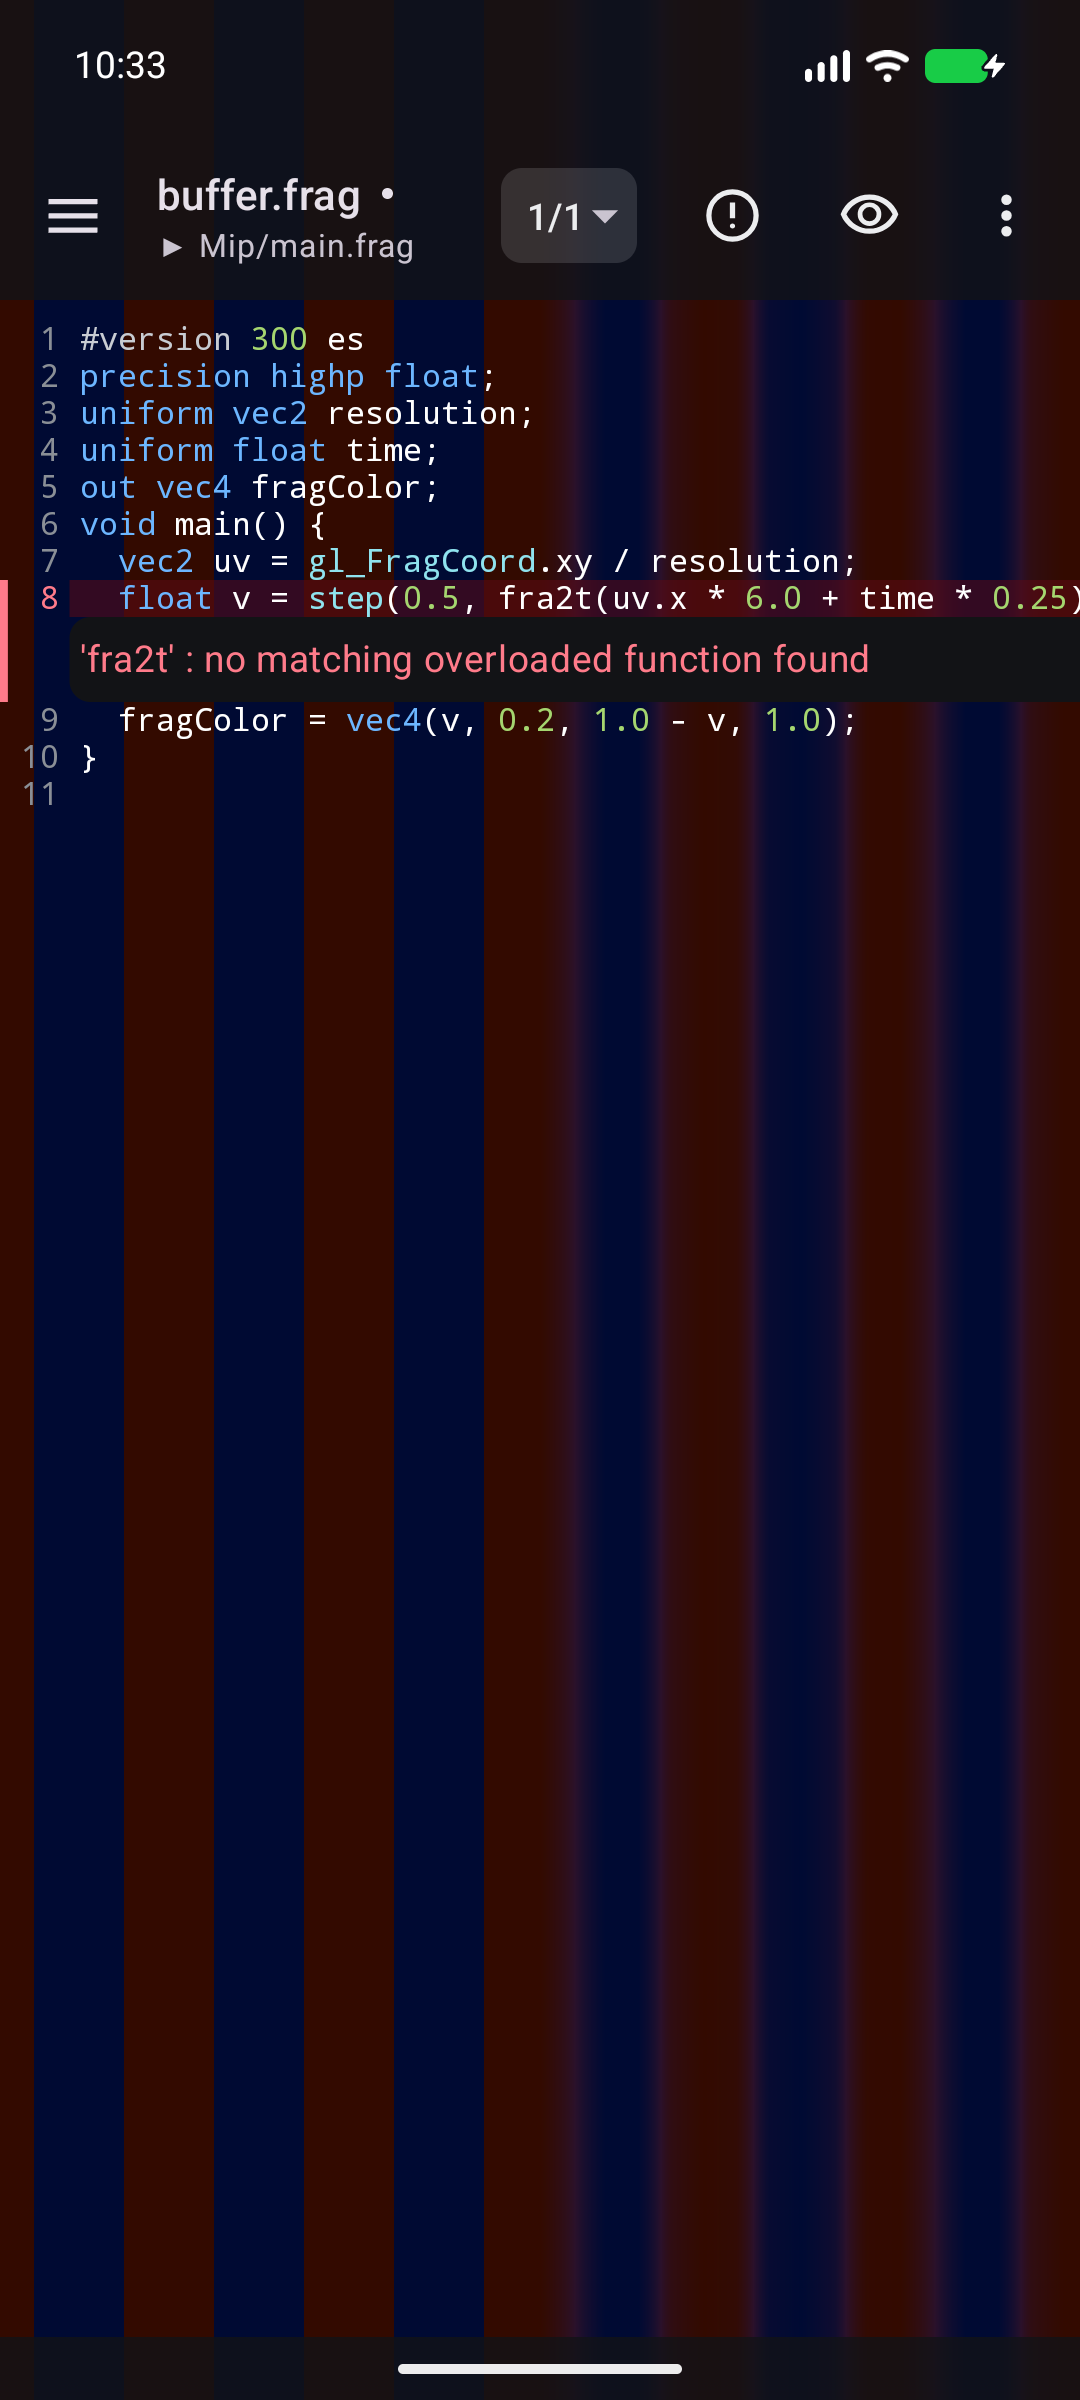 10:33
buffer.frag •
► Mip/main.frag
1/1
1 #version 300 es
2 precision highp float;
3 uniform vec2 resolution;
4 uniform float time;
5 out vec4 fragColor;
6 void main() {
7   vec2 uv = gl_FragCoord.xy / resolution;
8   float v = step(0.5, fra2t(uv.x * 6.0 + time * 0.25)
'fra2t' : no matching overloaded function found
9   fragColor = vec4(v, 0.2, 1.0 - v, 1.0);
10 }
11